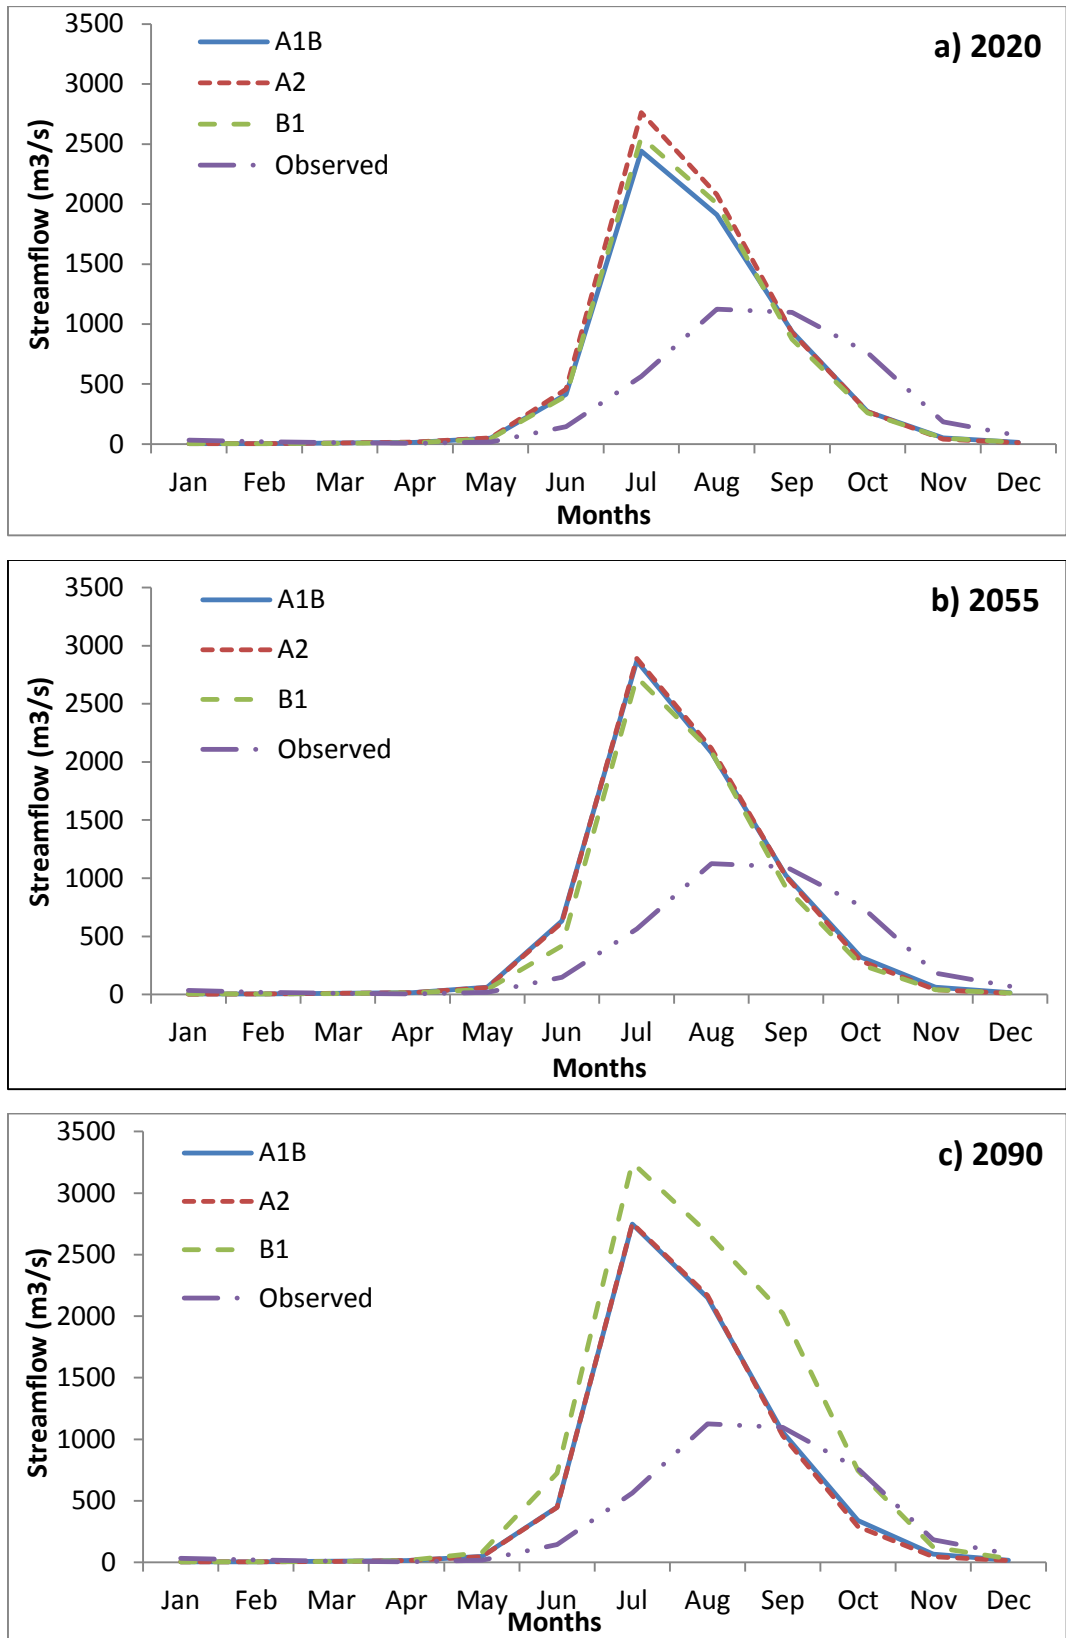 a) 2020
A1B
A2
B1
Observed
Streamflow (m3/s)
3500
3000
2500
2000
1500
1000
500
0
Jan Feb Mar Apr May Jun Jul Aug Sep Oct Nov Dec
Months
b) 2055
A1B
A2
B1
Observed
Streamflow (m3/s)
3500
3000
2500
2000
1500
1000
500
0
Jan Feb Mar Apr May Jun Jul Aug Sep Oct Nov Dec
Months
c) 2090
A1B
A2
B1
Observed
Streamflow (m3/s)
3500
3000
2500
2000
1500
1000
500
0
Jan Feb Mar Apr May Jun Jul Aug Sep Oct Nov Dec
Months